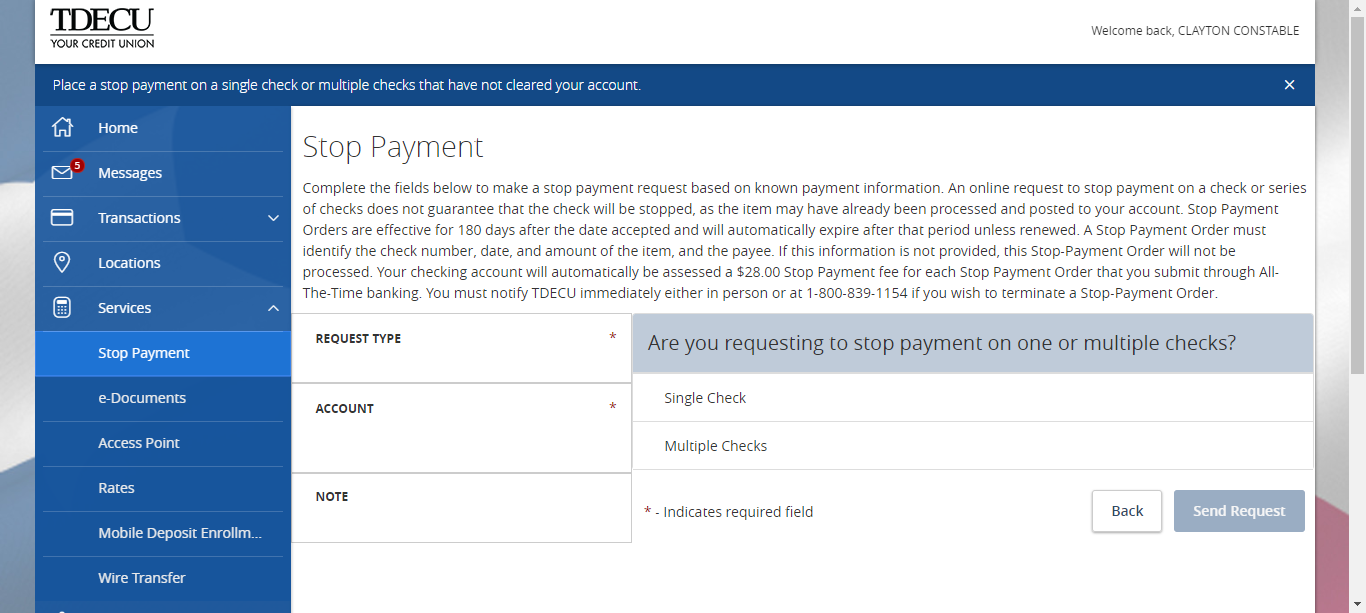 TDECU
YOUR CREDIT UNION
Welcome back, CLAYTON CONSTABLE
Place a stop payment on a single check or multiple checks that have not cleared your account.
Home
5
Messages
Transactions
Locations
Services
Stop Payment
e-Documents
Access Point
Rates
Mobile Deposit Enrollm...
Wire Transfer
Stop Payment
Complete the fields below to make a stop payment request based on known payment information. An online request to stop payment on a check or series
of checks does not guarantee that the check will be stopped, as the item may have already been processed and posted to your account. Stop Payment
Orders are effective for 180 days after the date accepted and will automatically expire after that period unless renewed. A Stop Payment Order must
identify the check number, date, and amount of the item, and the payee. If this information is not provided, this Stop-Payment Order will not be
processed. Your checking account will automatically be assessed a $28.00 Stop Payment fee for each Stop Payment Order that you submit through All-
The-Time banking. You must notify TDECU immediately either in person or at 1-800-839-1154 if you wish to terminate a Stop-Payment Order.
REQUEST TYPE *
ACCOUNT *
NOTE
Are you requesting to stop payment on one or multiple checks?
Single Check
Multiple Checks
* - Indicates required field
Back
Send Request